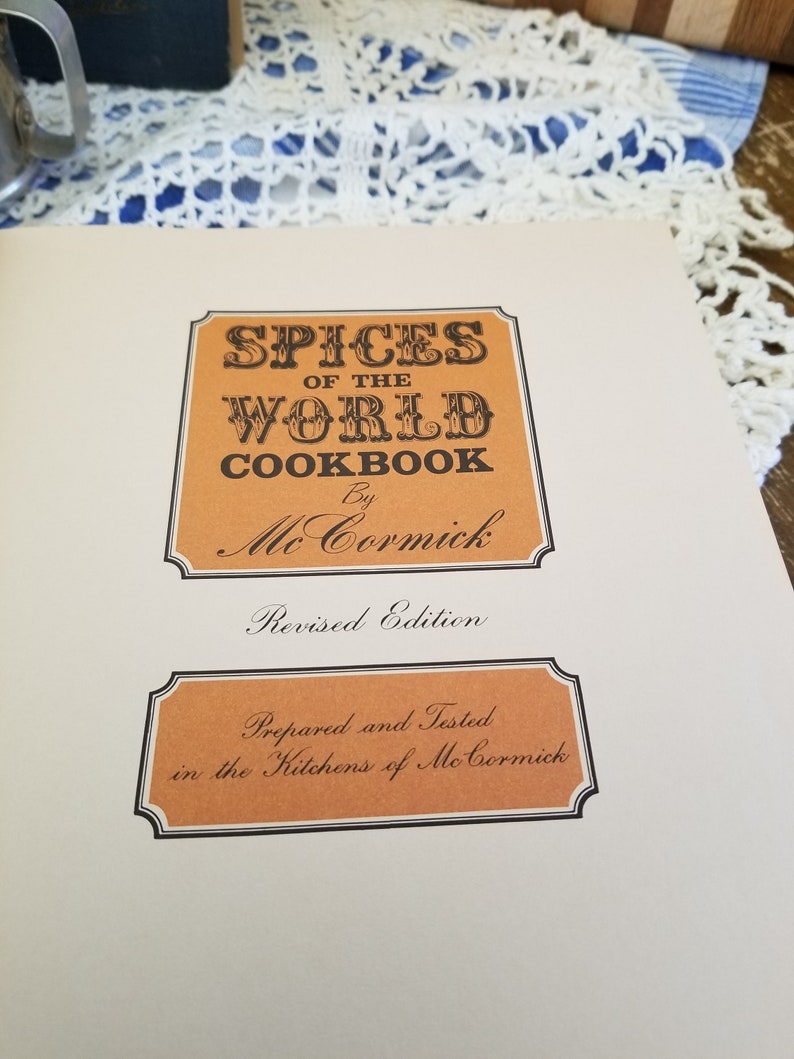 SPICES
OF THE
WORLD
COOKBOOK
By
McCormick
Revised Edition
Prepared and Tested
in the Kitchens of McCormick